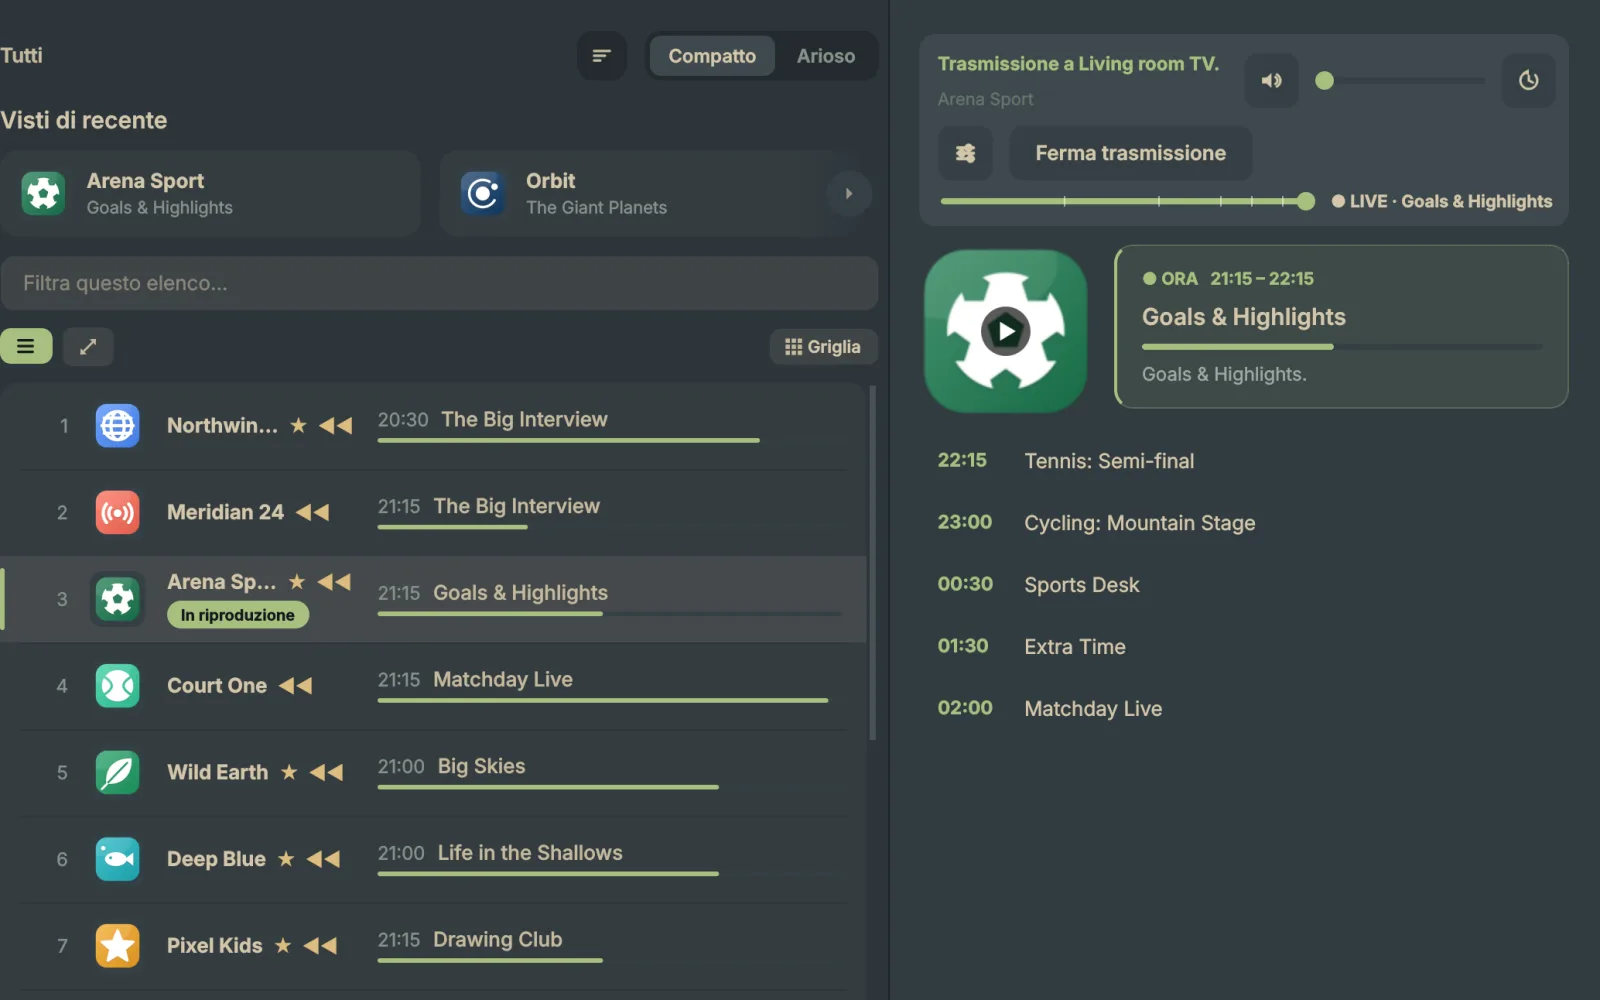 Tutti
Compatto
Arioso
Visti di recente
Arena Sport
Goals & Highlights
Orbit
The Giant Planets
Filtra questo elenco...
Griglia
1 Northwin... 20:30 The Big Interview
2 Meridian 24 21:15 The Big Interview
3 Arena Sp... 21:15 Goals & Highlights
In riproduzione
4 Court One 21:15 Matchday Live
5 Wild Earth 21:00 Big Skies
6 Deep Blue 21:00 Life in the Shallows
7 Pixel Kids 21:15 Drawing Club
Trasmissione a Living room TV.
Arena Sport
Ferma trasmissione
LIVE · Goals & Highlights
ORA 21:15 – 22:15
Goals & Highlights
Goals & Highlights.
22:15 Tennis: Semi-final
23:00 Cycling: Mountain Stage
00:30 Sports Desk
01:30 Extra Time
02:00 Matchday Live